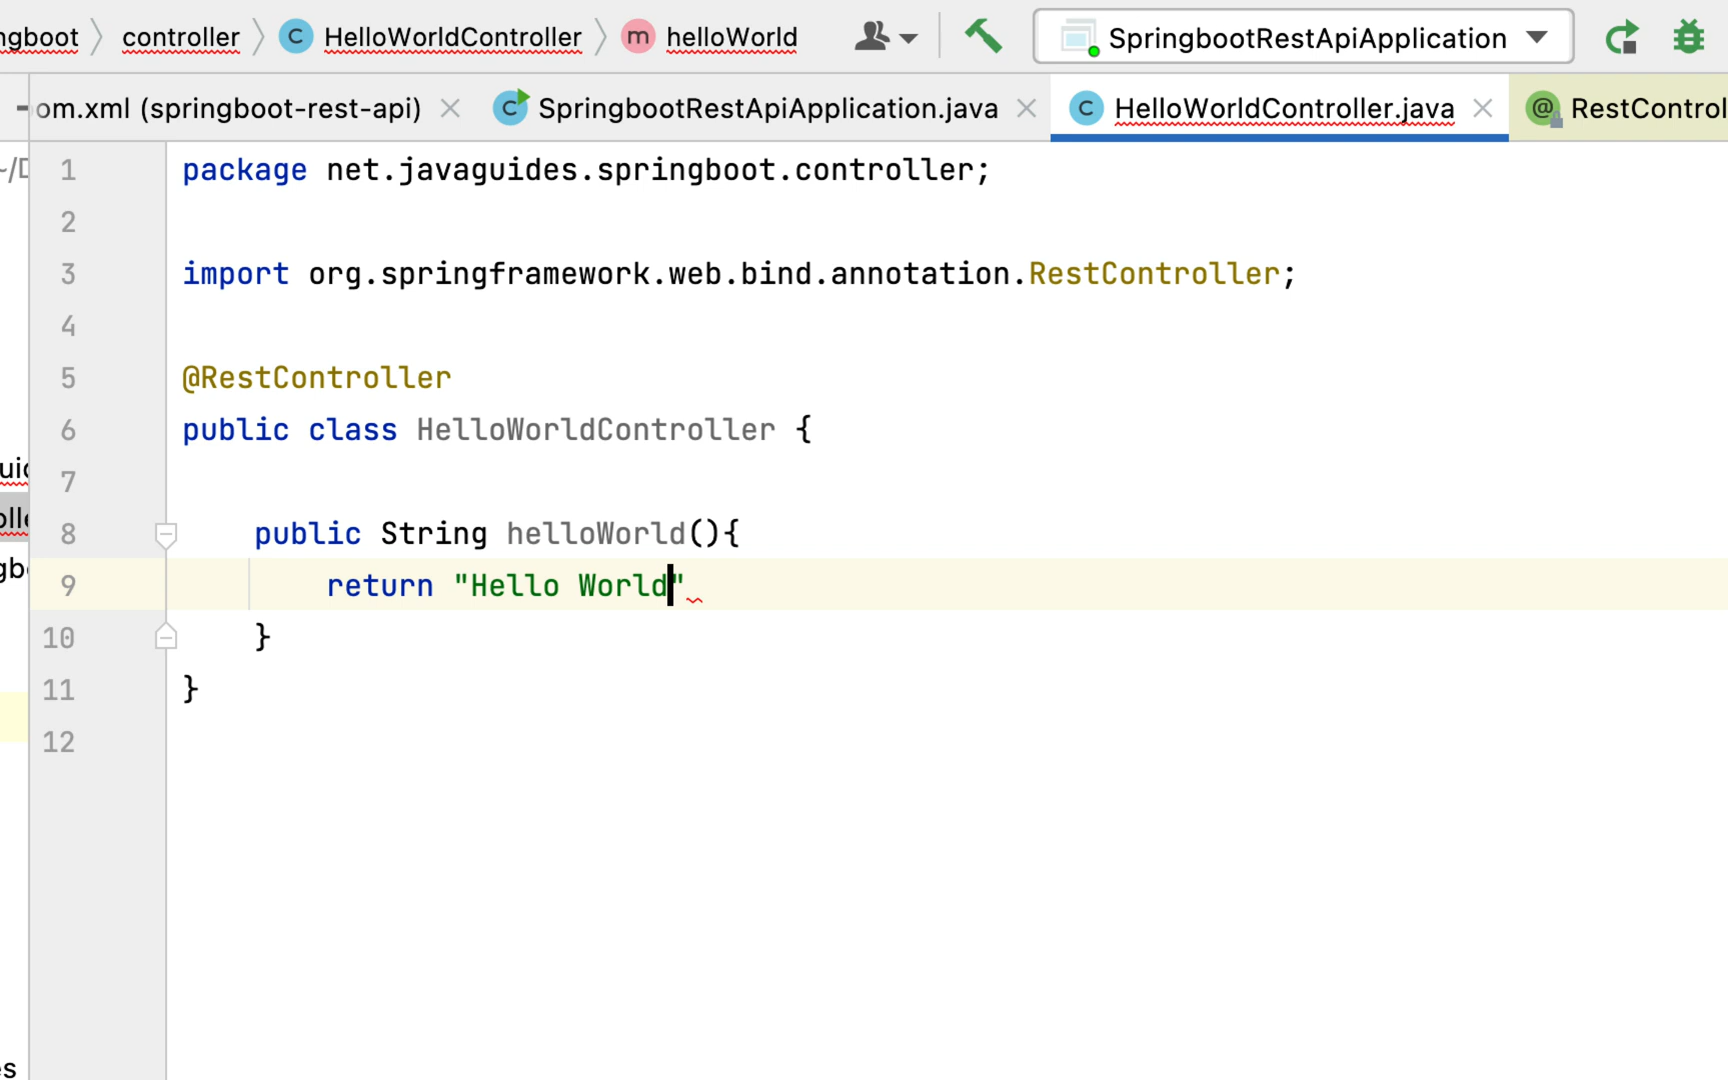 ngboot controller C HelloWorldController m helloWorld SpringbootRestApiApplication
om.xml (springboot-rest-api) C SpringbootRestApiApplication.java C HelloWorldController.java @ RestControl
1 package net.javaguides.springboot.controller;
2
3 import org.springframework.web.bind.annotation.RestController;
4
5 @RestController
6 public class HelloWorldController {
7
8 public String helloWorld(){
9 return "Hello World"
10 }
11 }
12